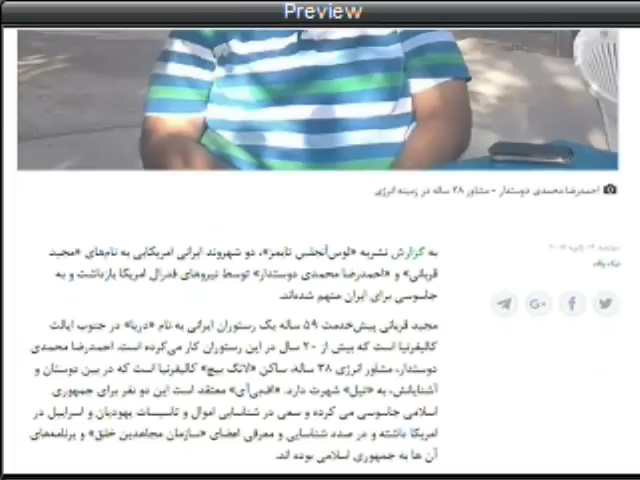 Preview
احمدرضا محمدی دوستدار - مشاور ۳۸ ساله در زمینه انرژی
به گزارش نشریه «لوس‌آنجلس تایمز»، دو شهروند ایرانی امریکایی به نام‌های «مجید
قربانی» و «احمدرضا محمدی دوستدار» توسط نیروهای فدرال امریکا بازداشت و به
جاسوسی برای ایران متهم شده‌اند.
مجید قربانی پیش‌خدمت ۵۹ ساله یک رستوران ایرانی به نام «دریا» در جنوب ایالت
کالیفرنیا است که بیش از ۲۰ سال در این رستوران کار می‌کرده است. احمدرضا محمدی
دوستدار، مشاور انرژی ۳۸ ساله، ساکن «لانگ بیچ» کالیفرنیا است که در بین دوستان و
آشنایانش، به «نیل» شهرت دارد. «اف‌بی‌آی» معتقد است این دو نفر برای جمهوری
اسلامی جاسوسی می کرده و سعی در شناسایی اموال و تاسیسات یهودیان و اسراییل در
امریکا داشته و در صدد شناسایی و معرفی اعضای «سازمان مجاهدین خلق» و برنامه‌های
آن ها به جمهوری اسلامی بوده اند.